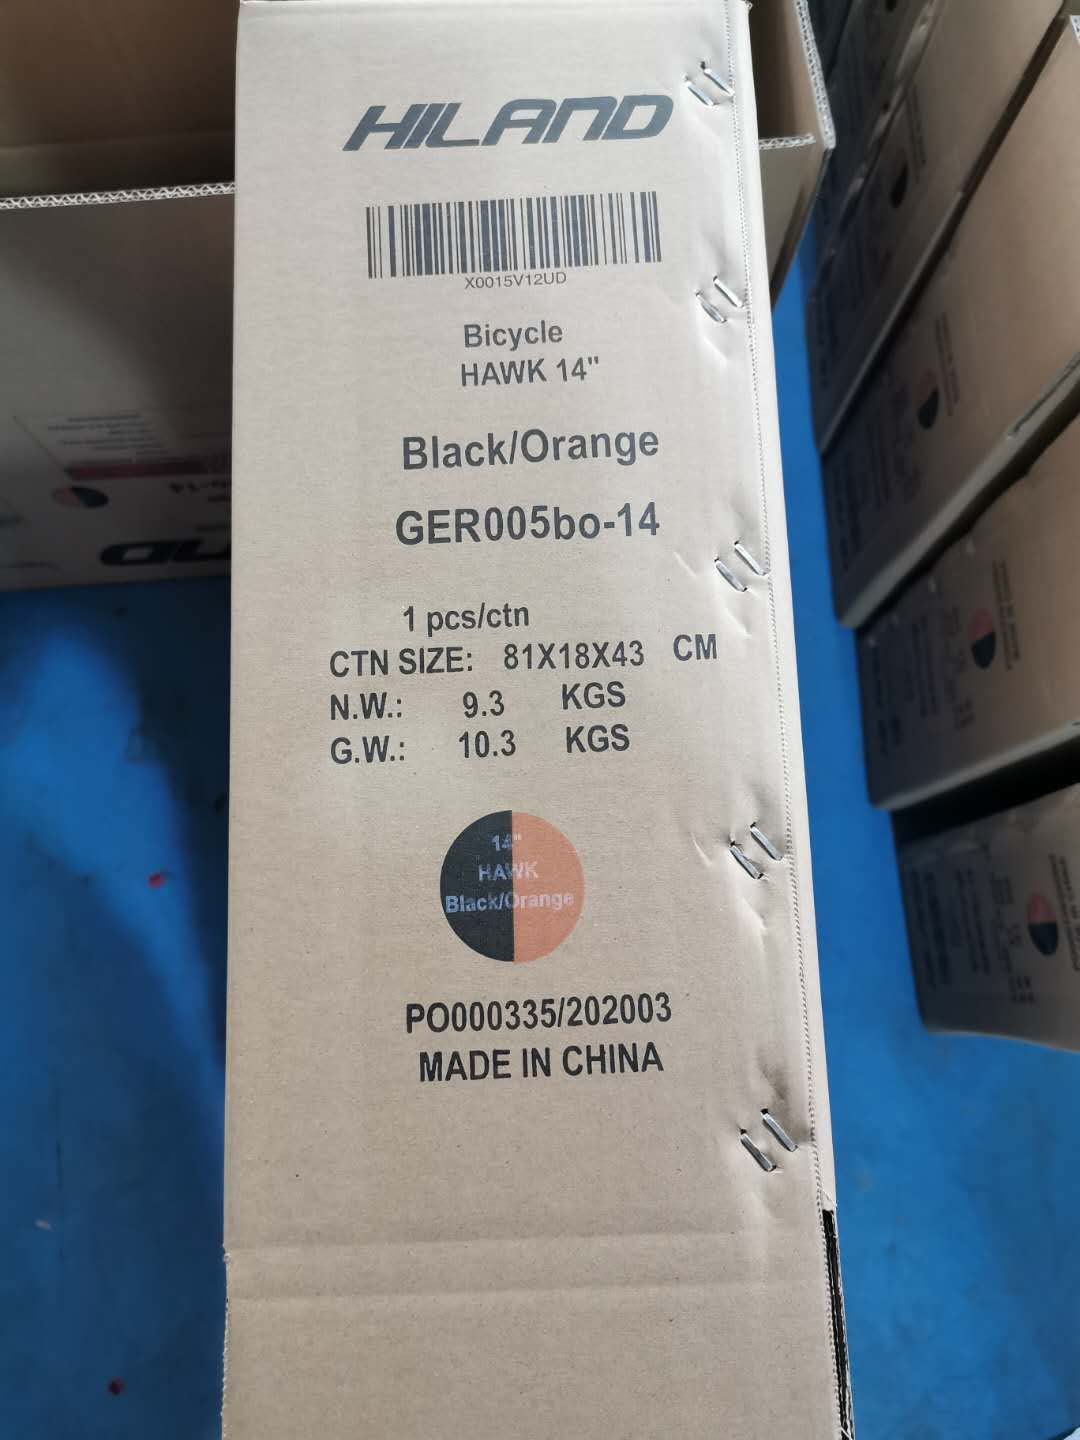 HILAND
X0015V12UD
Bicycle
HAWK 14"
Black/Orange
GER005bo-14
1 pcs/ctn
CTN SIZE: 81X18X43 CM
N.W.: 9.3 KGS
G.W.: 10.3 KGS
14"
HAWK
Black/Orange
PO000335/202003
MADE IN CHINA